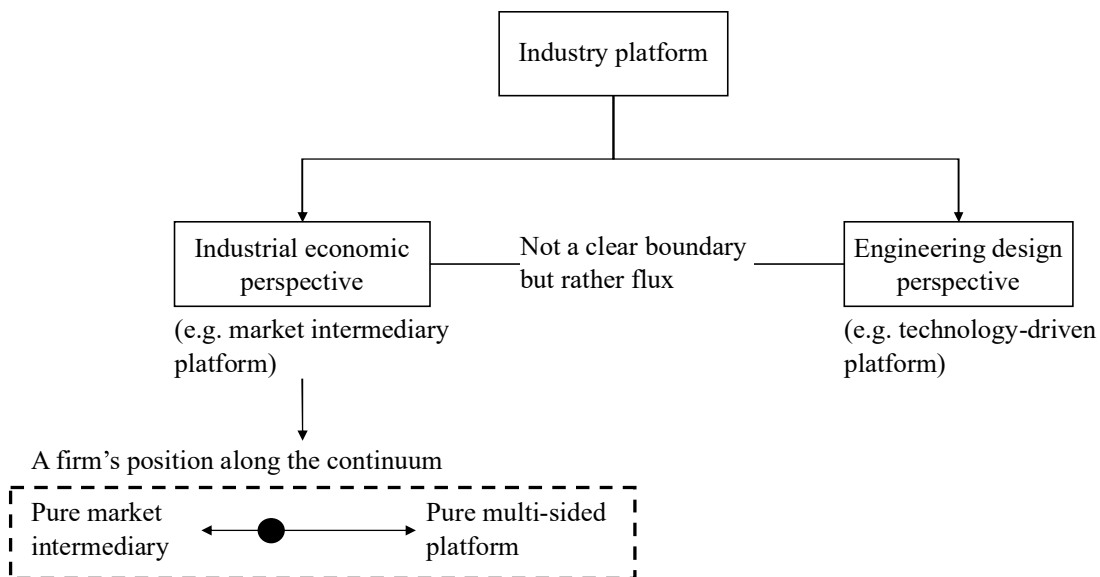 Industry platform
Industrial economic
perspective
Not a clear boundary
but rather flux
Engineering design
perspective
(e.g. market intermediary
platform)
(e.g. technology-driven
platform)
A firm’s position along the continuum
Pure market
intermediary
Pure multi-sided
platform